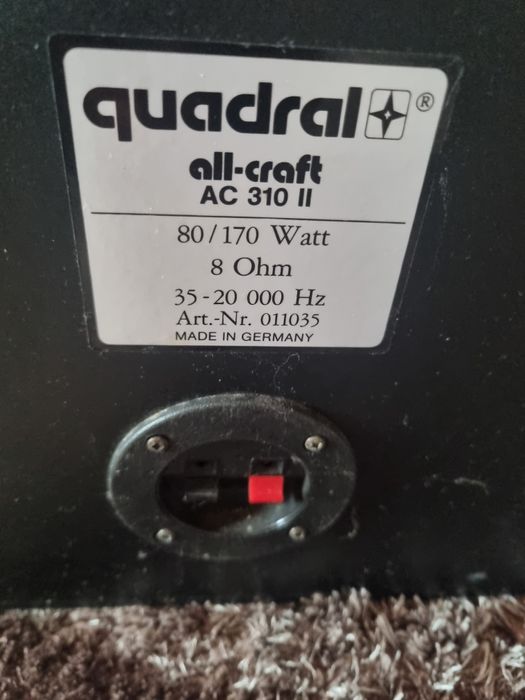 quadral ®
all-craft
AC 310 II
80/170 Watt
8 Ohm
35-20 000 Hz
Art.-Nr. 011035
MADE IN GERMANY